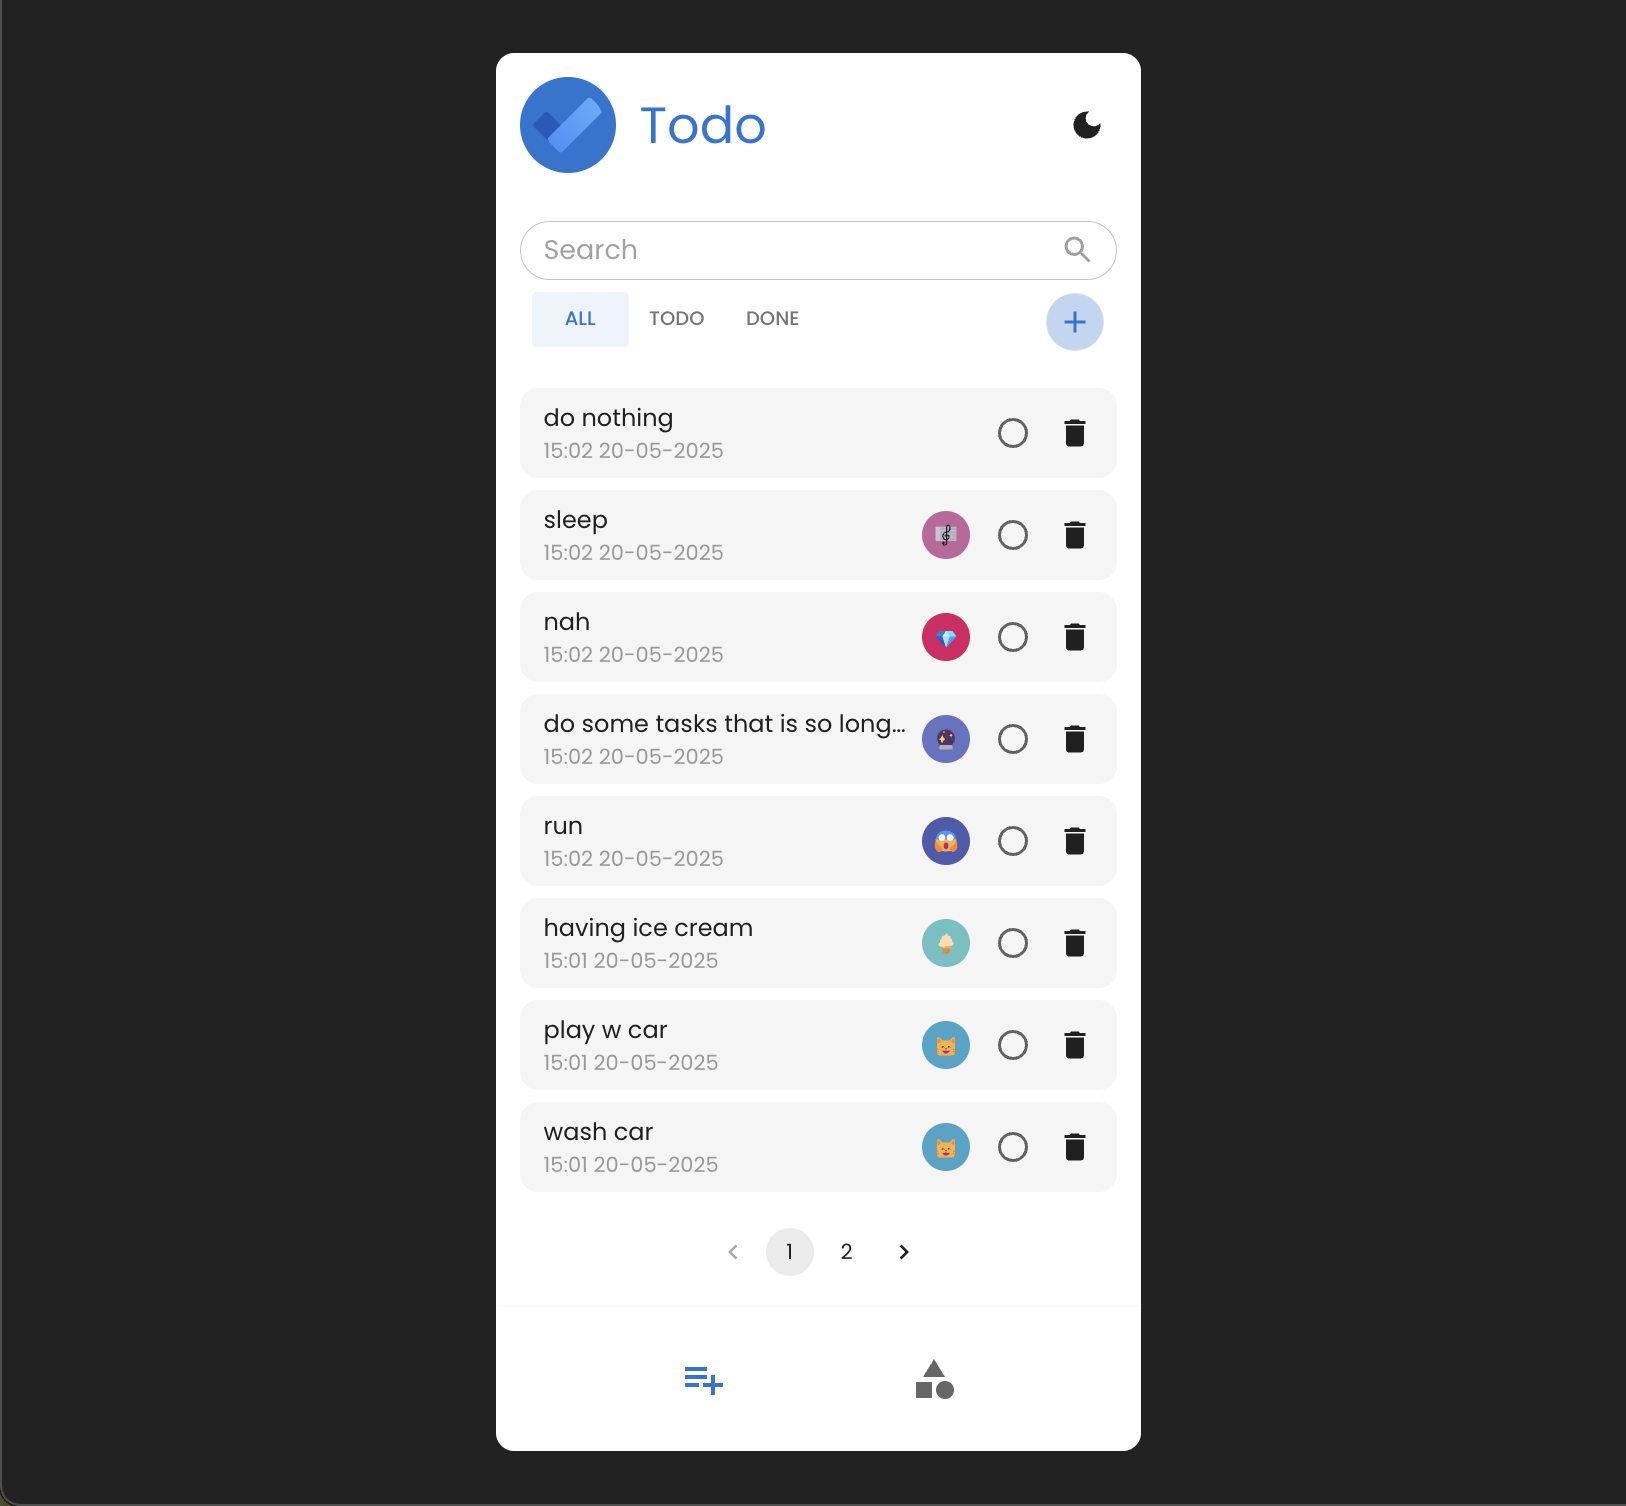 Todo
Search
ALL TODO DONE
do nothing
15:02 20-05-2025
sleep
15:02 20-05-2025
nah
15:02 20-05-2025
do some tasks that is so long...
15:02 20-05-2025
run
15:02 20-05-2025
having ice cream
15:01 20-05-2025
play w car
15:01 20-05-2025
wash car
15:01 20-05-2025
1 2